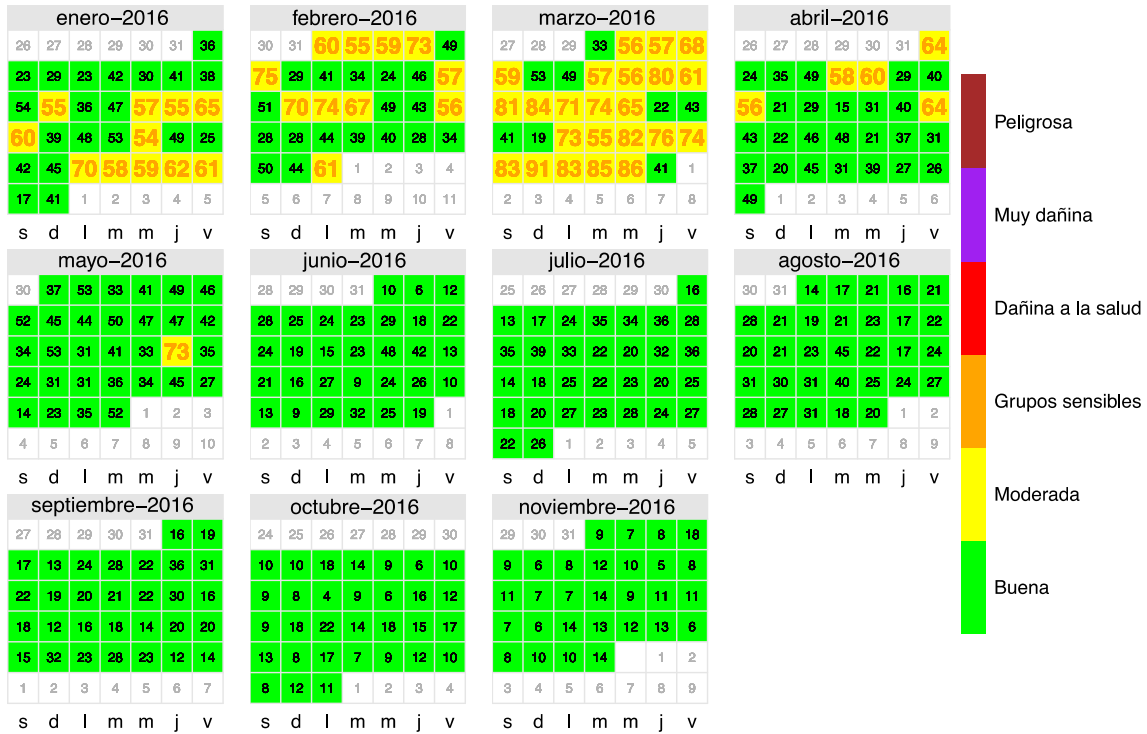 enero−2016
26 27 28 29 30 31 36
23 29 23 42 30 41 38
54 55 36 47 57 55 65
60 39 48 53 54 49 25
42 45 70 58 59 62 61
17 41 1 2 3 4 5
s d l m m j v
febrero−2016
30 31 60 55 59 73 49
75 29 41 34 24 46 57
51 70 74 67 49 43 56
28 28 44 39 40 28 34
50 44 61 1 2 3 4
5 6 7 8 9 10 11
s d l m m j v
marzo−2016
27 28 29 33 56 57 68
59 53 49 57 56 80 61
81 84 71 74 65 22 43
41 19 73 55 82 76 74
83 91 83 85 86 41 1
2 3 4 5 6 7 8
s d l m m j v
abril−2016
26 27 28 29 30 31 64
24 35 49 58 60 29 40
56 21 29 15 31 40 64
43 22 46 48 21 37 31
37 20 45 31 39 27 26
49 1 2 3 4 5 6
s d l m m j v
mayo−2016
30 37 53 33 41 49 46
52 45 44 50 47 47 42
34 53 31 41 33 73 35
24 31 31 36 34 45 27
14 23 35 52 1 2 3
4 5 6 7 8 9 10
s d l m m j v
junio−2016
28 29 30 31 10 6 12
28 25 24 23 29 18 22
24 19 15 23 48 42 13
21 16 27 9 24 26 10
13 9 29 32 25 19 1
2 3 4 5 6 7 8
s d l m m j v
julio−2016
25 26 27 28 29 30 16
13 17 24 35 34 36 28
35 39 33 22 20 32 36
14 18 25 22 23 20 25
18 20 27 23 28 24 27
22 26 1 2 3 4 5
s d l m m j v
agosto−2016
30 31 14 17 21 16 21
28 21 19 21 23 17 22
20 21 23 45 22 17 24
31 30 31 40 25 24 27
28 27 31 18 20 1 2
3 4 5 6 7 8 9
s d l m m j v
septiembre−2016
27 28 29 30 31 16 19
17 13 24 28 22 36 31
22 19 20 21 22 30 16
18 12 16 18 14 20 20
15 32 23 28 23 12 14
1 2 3 4 5 6 7
s d l m m j v
octubre−2016
24 25 26 27 28 29 30
10 10 18 14 9 6 10
9 8 4 9 6 16 12
9 18 22 14 18 15 17
13 8 17 7 9 12 10
8 12 11 1 2 3 4
s d l m m j v
noviembre−2016
29 30 31 9 7 8 18
9 6 8 12 10 5 8
11 7 7 14 9 11 11
7 6 14 13 12 13 6
8 10 10 14 1 2
3 4 5 6 7 8 9
s d l m m j v
Peligrosa
Muy dañina
Dañina a la salud
Grupos sensibles
Moderada
Buena